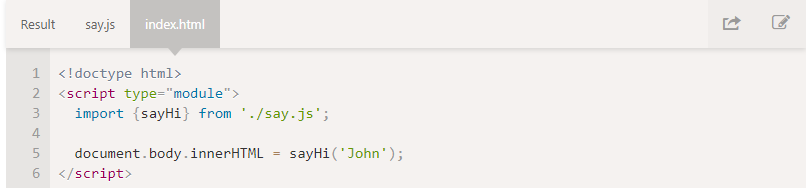 Result say.js index.html
1 <!doctype html>
2 <script type="module">
3   import {sayHi} from './say.js';
4
5   document.body.innerHTML = sayHi('John');
6 </script>